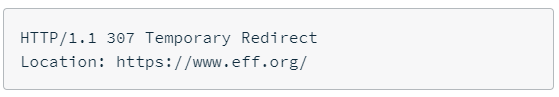 HTTP/1.1 307 Temporary Redirect
Location: https://www.eff.org/